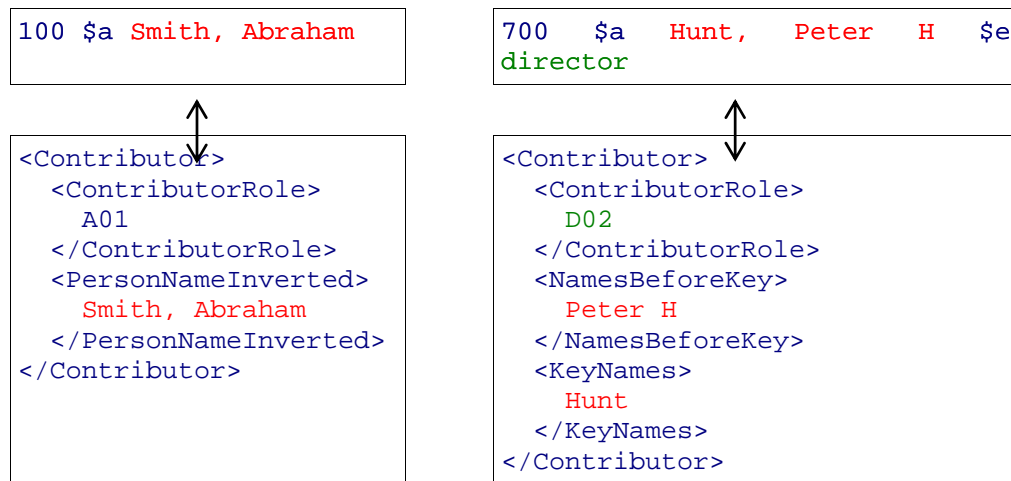 100 $a Smith, Abraham
<Contributor>
  <ContributorRole>
    A01
  </ContributorRole>
  <PersonNameInverted>
    Smith, Abraham
  </PersonNameInverted>
</Contributor>
700 $a Hunt, Peter H $e
director
<Contributor>
  <ContributorRole>
    D02
  </ContributorRole>
  <NamesBeforeKey>
    Peter H
  </NamesBeforeKey>
  <KeyNames>
    Hunt
  </KeyNames>
</Contributor>